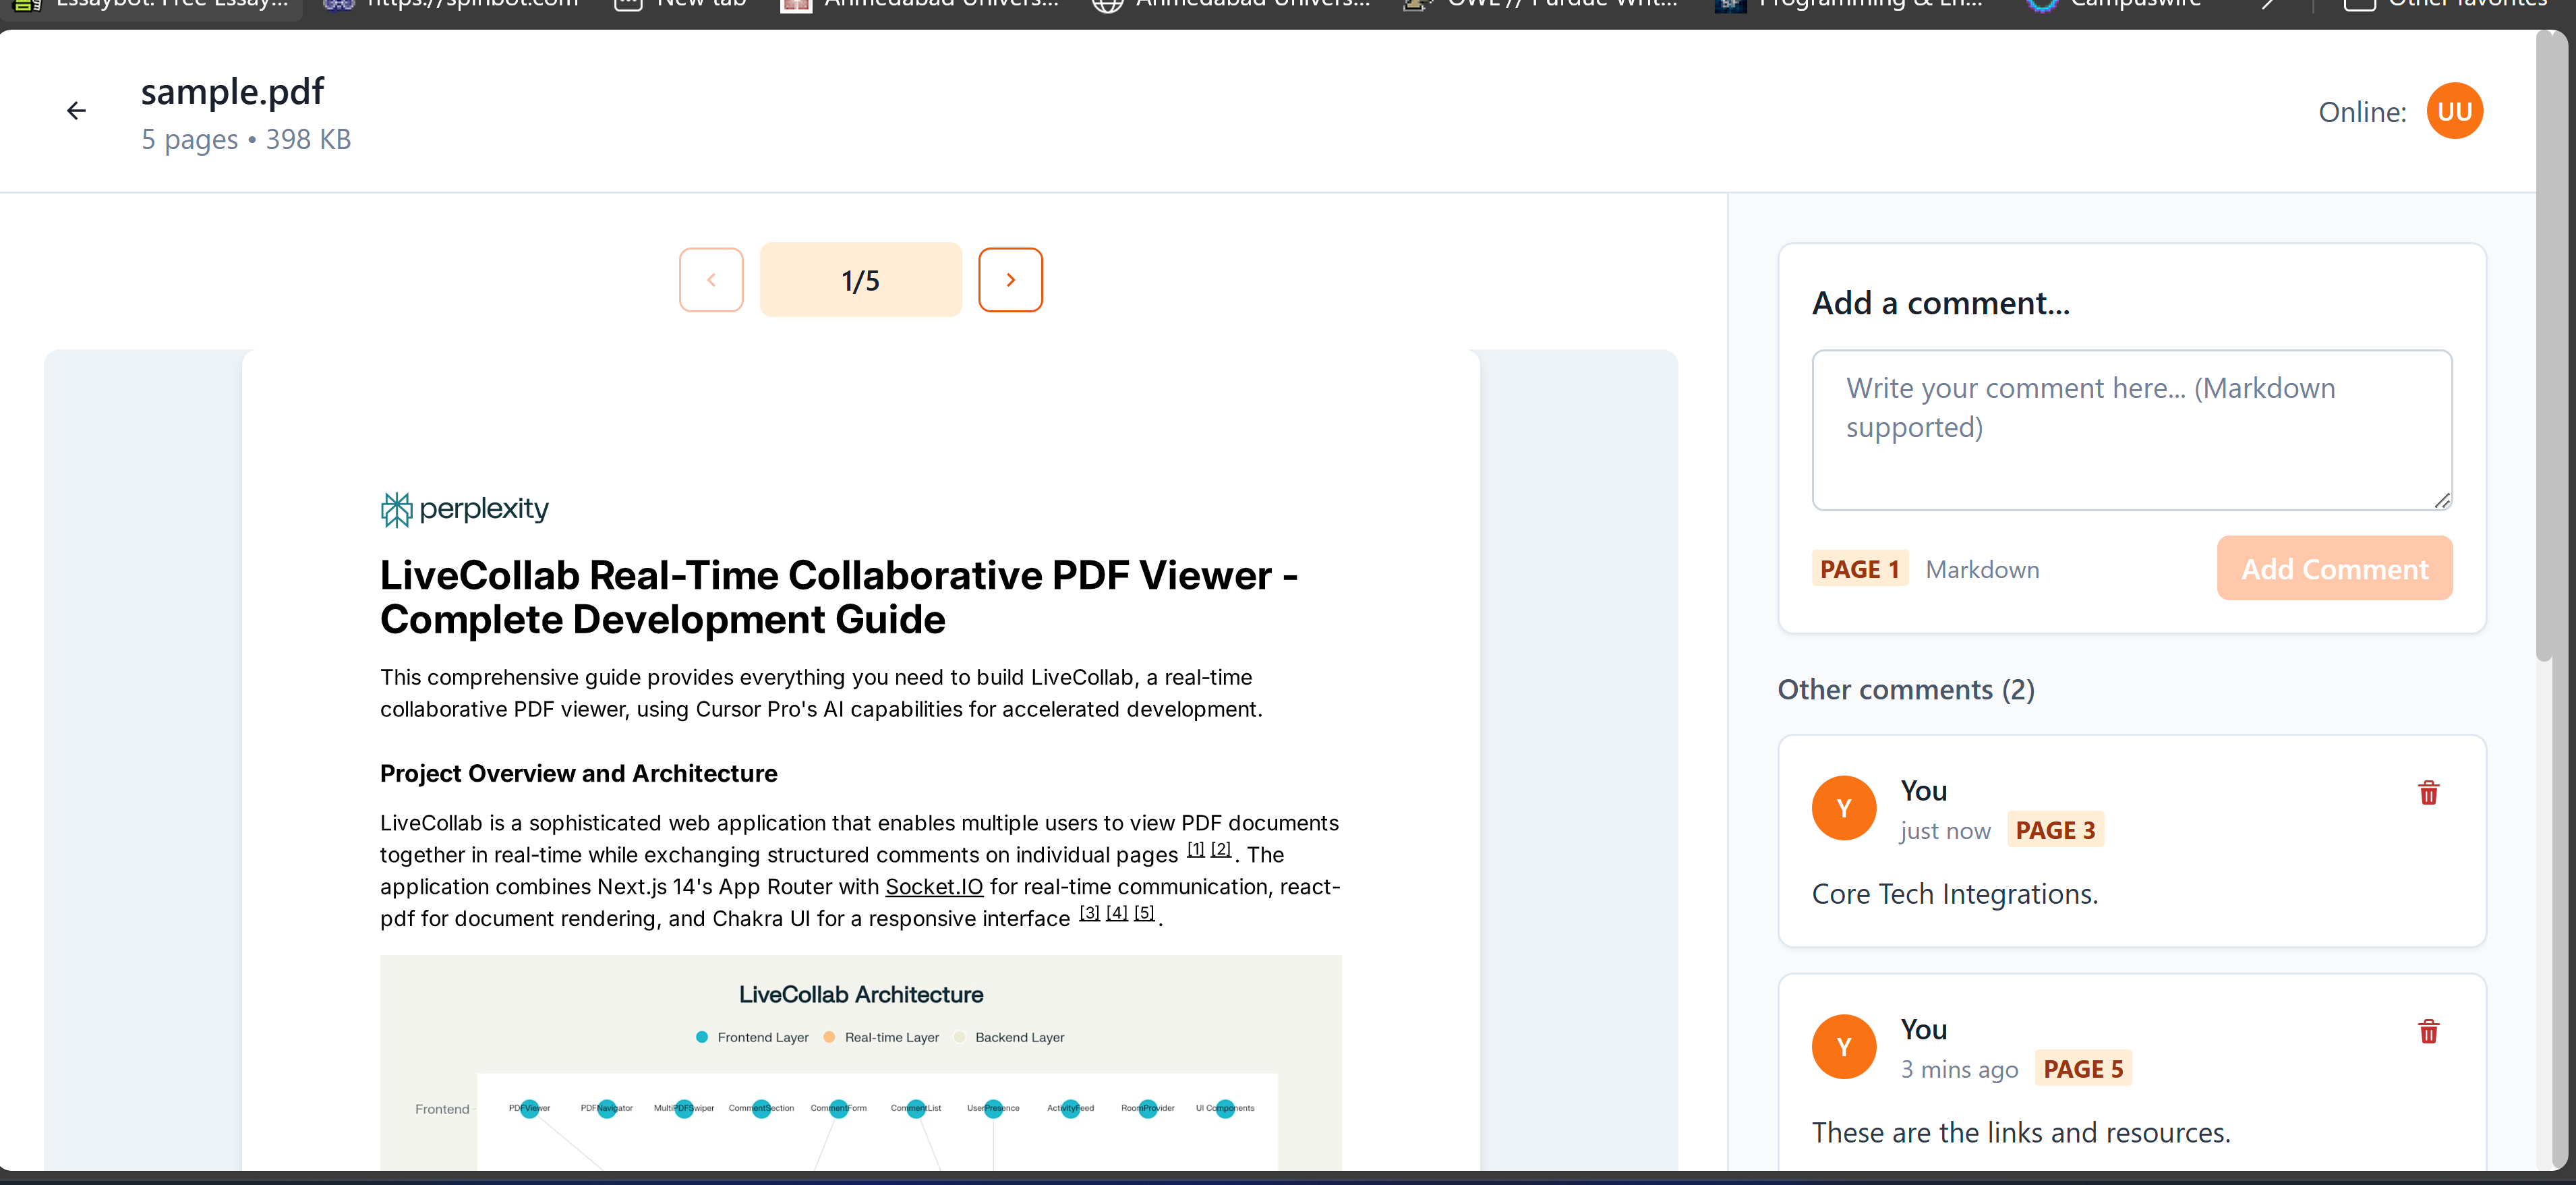 Essaybot: Free Essay...
https://spinbot.com
New tab
Ahmedabad Univers...
Ahmedabad Univers...
OWL // Purdue Writ...
Programming & En...
Campuswire
Other favorites
sample.pdf
5 pages • 398 KB
Online:
UU
1/5
perplexity
LiveCollab Real-Time Collaborative PDF Viewer -
Complete Development Guide
This comprehensive guide provides everything you need to build LiveCollab, a real-time
collaborative PDF viewer, using Cursor Pro's AI capabilities for accelerated development.
Project Overview and Architecture
LiveCollab is a sophisticated web application that enables multiple users to view PDF documents
together in real-time while exchanging structured comments on individual pages [1] [2]. The
application combines Next.js 14's App Router with Socket.IO for real-time communication, react-
pdf for document rendering, and Chakra UI for a responsive interface [3] [4] [5].
LiveCollab Architecture
Frontend Layer
Real-time Layer
Backend Layer
Frontend
PDFViewer
PDFNavigator
MultiPDFSwiper
CommentSection
CommentForm
CommentList
UserPresence
ActivityFeed
RoomProvider
UI Components
Add a comment...
Write your comment here... (Markdown
supported)
PAGE 1
Markdown
Add Comment
Other comments (2)
Y
You
just now
PAGE 3
Core Tech Integrations.
Y
You
3 mins ago
PAGE 5
These are the links and resources.